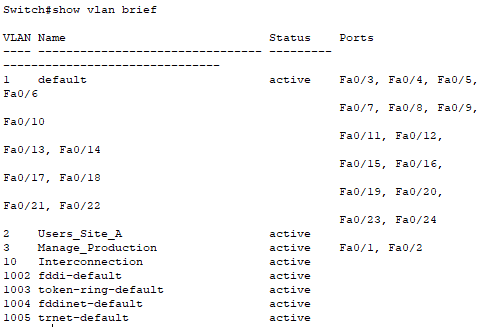 Switch#show vlan brief
VLAN Name Status Ports
---- -------------------------------- --------- -------------------------------
1 default active Fa0/3, Fa0/4, Fa0/5,
Fa0/6
Fa0/7, Fa0/8, Fa0/9,
Fa0/10
Fa0/11, Fa0/12,
Fa0/13, Fa0/14
Fa0/15, Fa0/16,
Fa0/17, Fa0/18
Fa0/19, Fa0/20,
Fa0/21, Fa0/22
Fa0/23, Fa0/24
2 Users_Site_A active
3 Manage_Production active Fa0/1, Fa0/2
10 Interconnection active
1002 fddi-default active
1003 token-ring-default active
1004 fddinet-default active
1005 trnet-default active